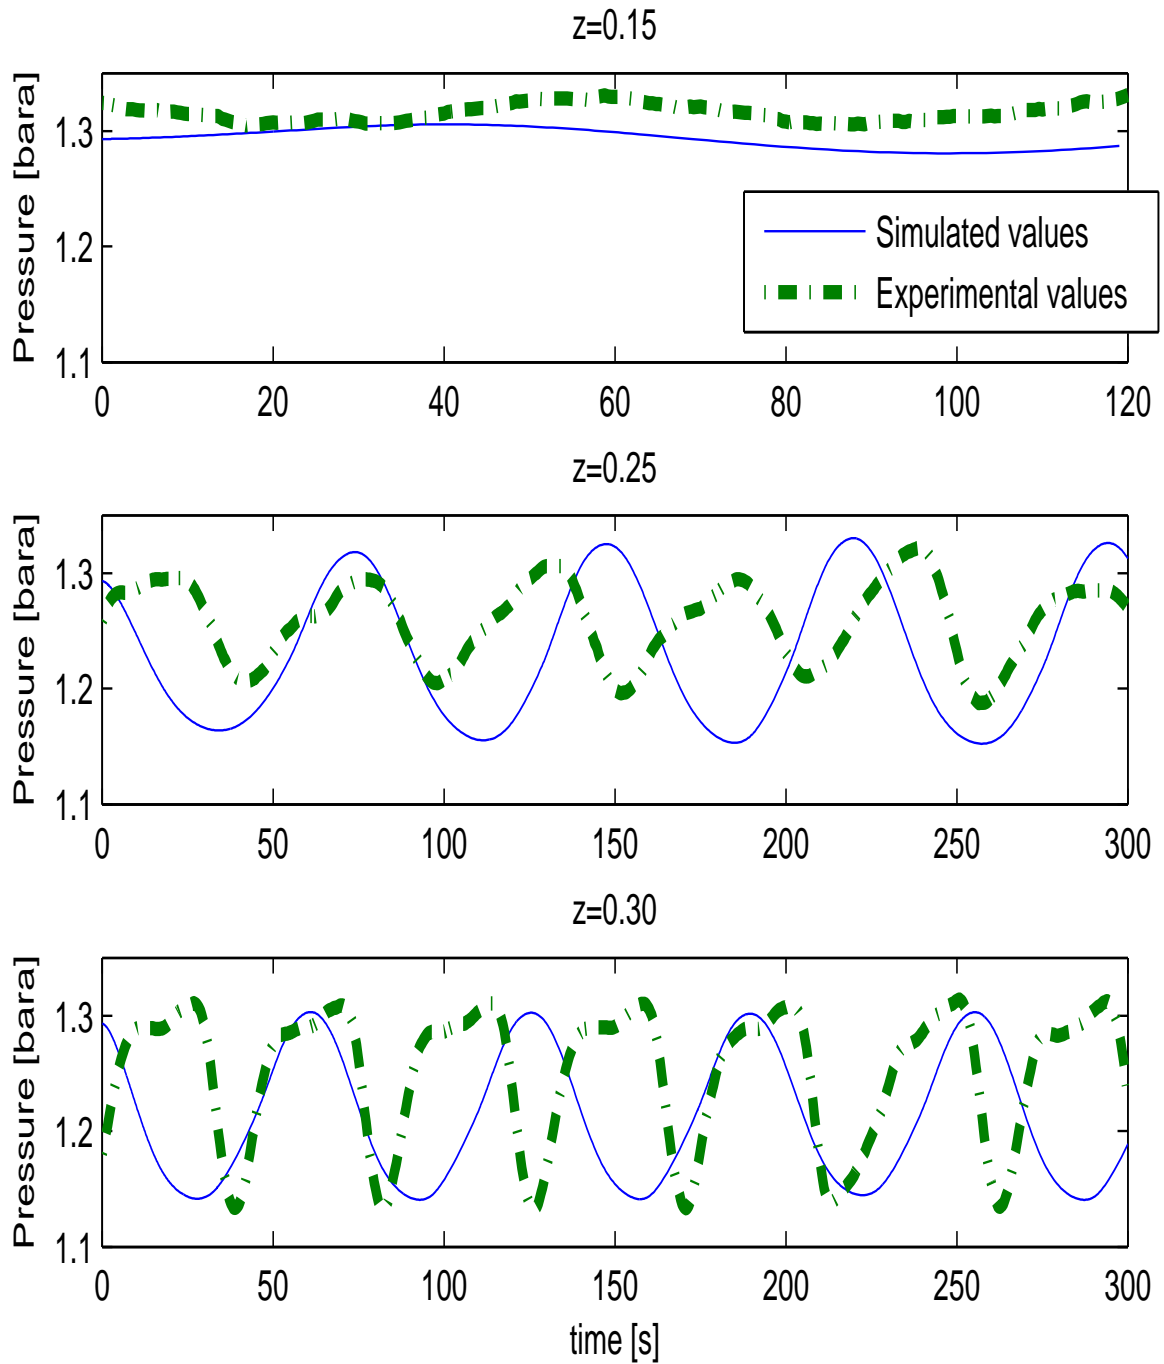 z=0.15
Pressure [bara]
1.3
1.2
1.1
Simulated values
Experimental values
0 20 40 60 80 100 120
z=0.25
Pressure [bara]
1.3
1.2
1.1
0 50 100 150 200 250 300
z=0.30
Pressure [bara]
1.3
1.2
1.1
0 50 100 150 200 250 300
time [s]